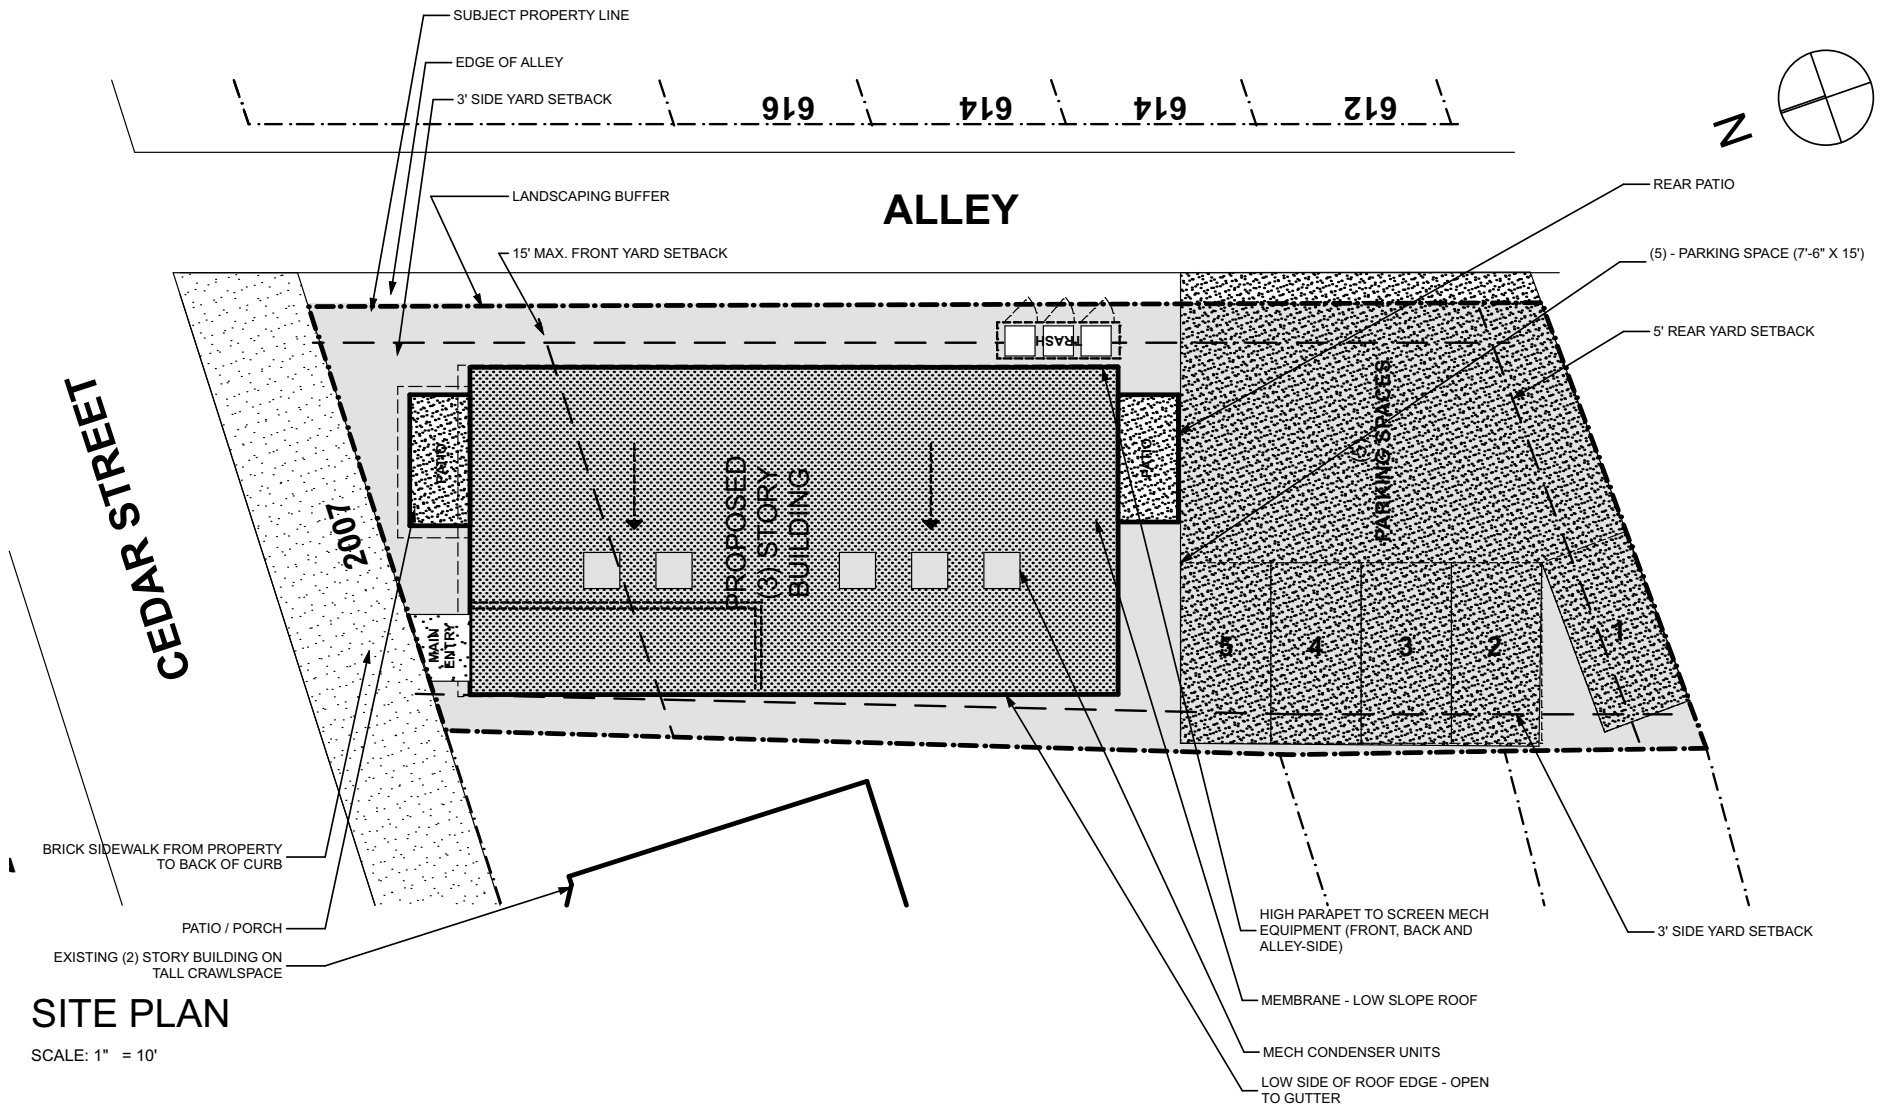 SUBJECT PROPERTY LINE
EDGE OF ALLEY
3' SIDE YARD SETBACK
616
614
614
612
N
LANDSCAPING BUFFER
ALLEY
REAR PATIO
15' MAX. FRONT YARD SETBACK
(5) - PARKING SPACE (7'-6" X 15')
5' REAR YARD SETBACK
TRASH
CEDAR STREET
2007
PATIO
PROPOSED
(3) STORY
BUILDING
PATIO
(5)
PARKING SPACES
MAIN
ENTRY
5
4
3
2
1
BRICK SIDEWALK FROM PROPERTY
TO BACK OF CURB
PATIO / PORCH
EXISTING (2) STORY BUILDING ON
TALL CRAWLSPACE
HIGH PARAPET TO SCREEN MECH
EQUIPMENT (FRONT, BACK AND
ALLEY-SIDE)
3' SIDE YARD SETBACK
MEMBRANE - LOW SLOPE ROOF
MECH CONDENSER UNITS
LOW SIDE OF ROOF EDGE - OPEN
TO GUTTER
SITE PLAN
SCALE: 1" = 10'